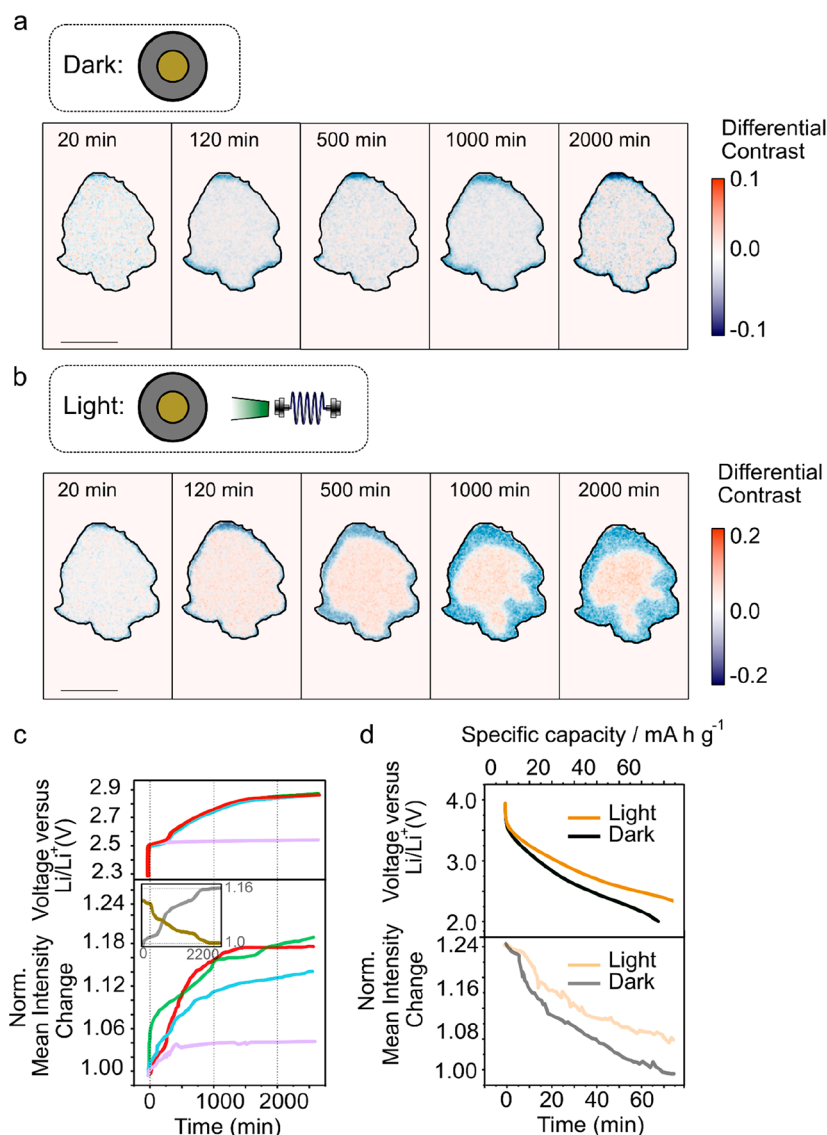 a
Dark:
20 min
120 min
500 min
1000 min
2000 min
Differential
Contrast
0.1
0.0
-0.1
b
Light:
20 min
120 min
500 min
1000 min
2000 min
Differential
Contrast
0.2
0.0
-0.2
c
Voltage versus
Li/Li+(V)
2.9
2.7
2.5
2.3
Norm.
Mean Intensity
Change
1.24
1.18
1.12
1.06
1.00
1.16
1.0
0
2200
0
1000
2000
Time (min)
d
Specific capacity / mA h g-1
0
20
40
60
Voltage versus
Li/Li+(V)
4.0
3.0
2.0
Light
Dark
Norm.
Mean Intensity
Change
1.24
1.16
1.08
1.00
Light
Dark
0
20
40
60
Time (min)